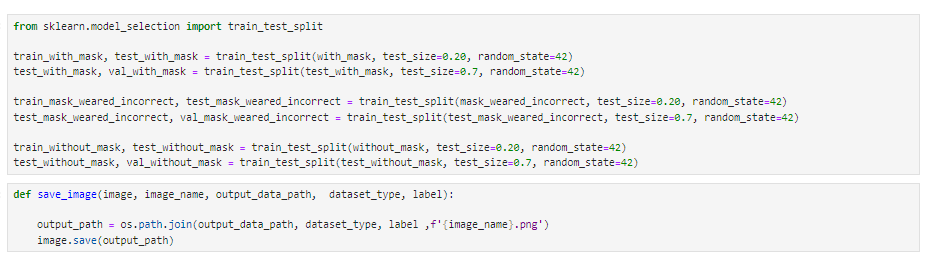 from sklearn.model_selection import train_test_split
train_with_mask, test_with_mask = train_test_split(with_mask, test_size=0.20, random_state=42)
test_with_mask, val_with_mask = train_test_split(test_with_mask, test_size=0.7, random_state=42)
train_mask_weared_incorrect, test_mask_weared_incorrect = train_test_split(mask_weared_incorrect, test_size=0.20, random_state=42)
test_mask_weared_incorrect, val_mask_weared_incorrect = train_test_split(test_mask_weared_incorrect, test_size=0.7, random_state=42)
train_without_mask, test_without_mask = train_test_split(without_mask, test_size=0.20, random_state=42)
test_without_mask, val_without_mask = train_test_split(test_without_mask, test_size=0.7, random_state=42)
def save_image(image, image_name, output_data_path,  dataset_type, label):
    output_path = os.path.join(output_data_path, dataset_type, label ,f'{image_name}.png')
    image.save(output_path)